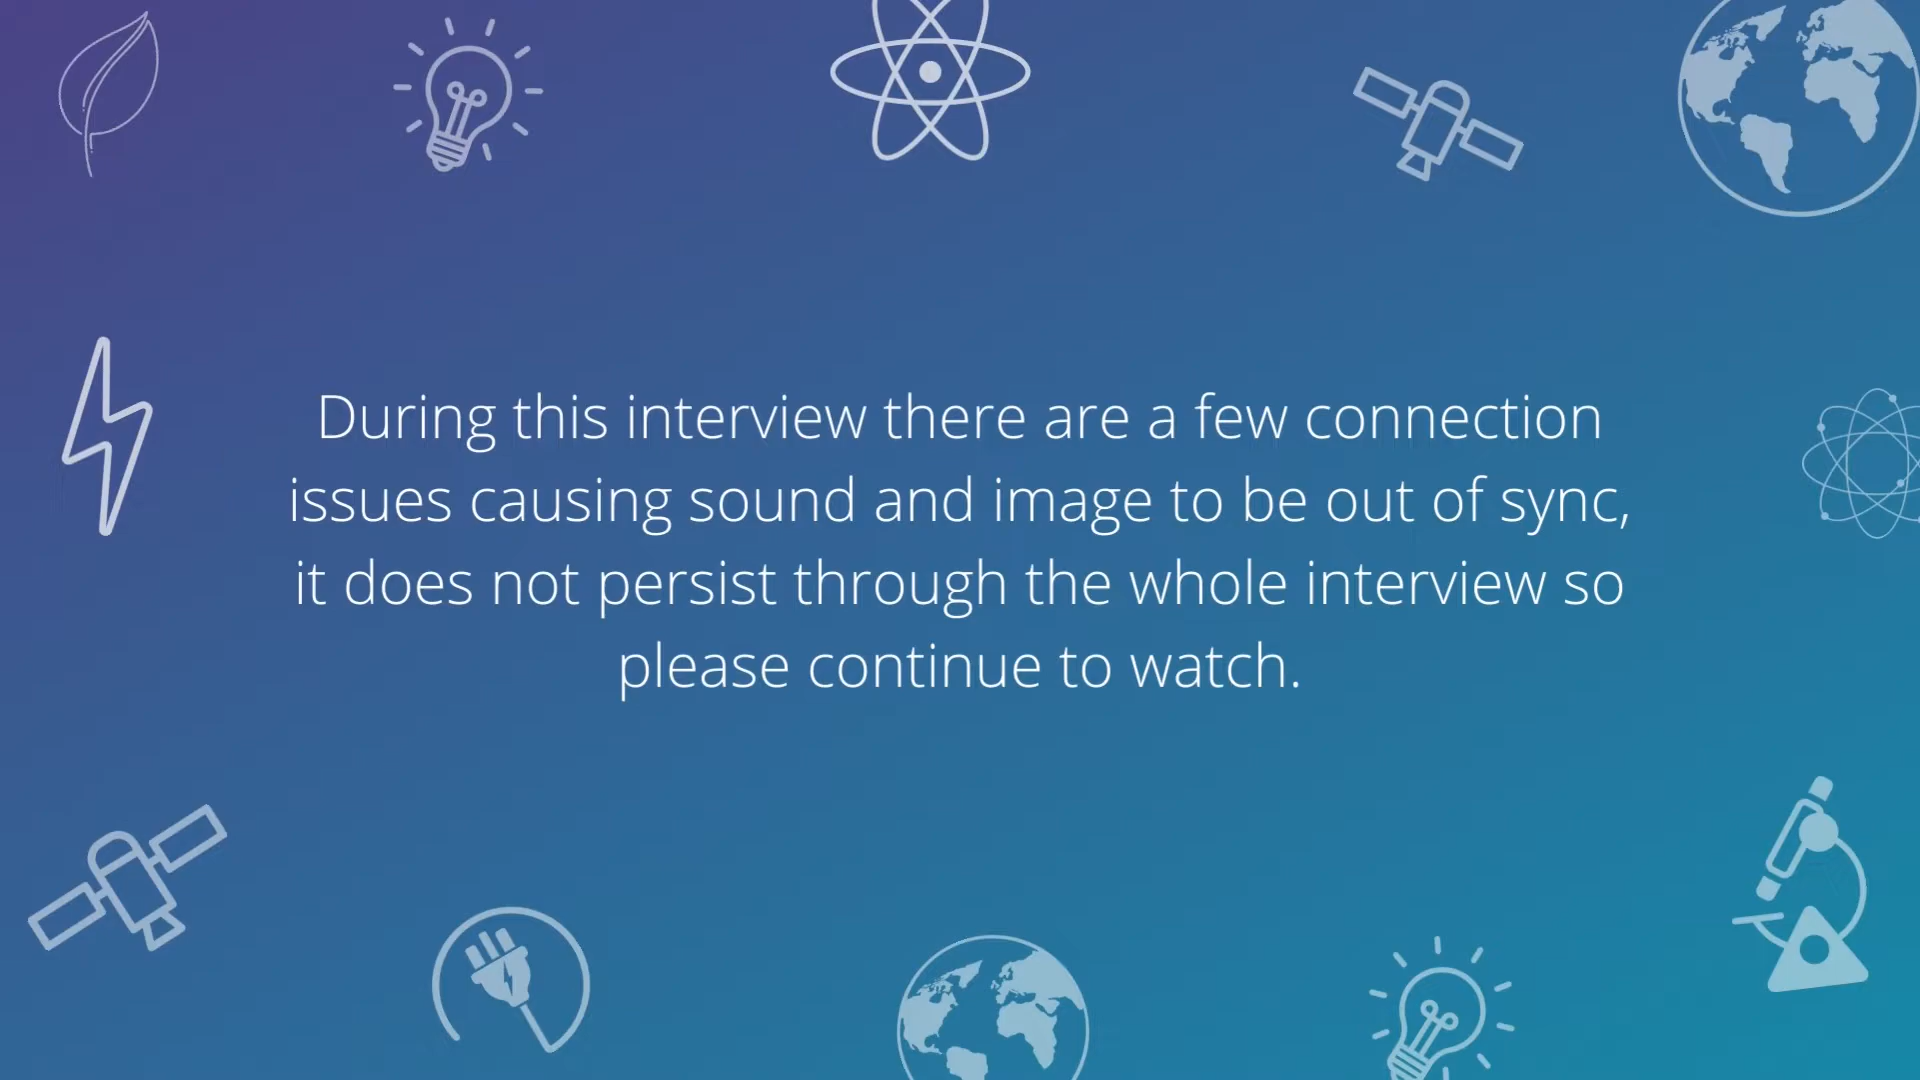 During this interview there are a few connection
issues causing sound and image to be out of sync,
it does not persist through the whole interview so
please continue to watch.